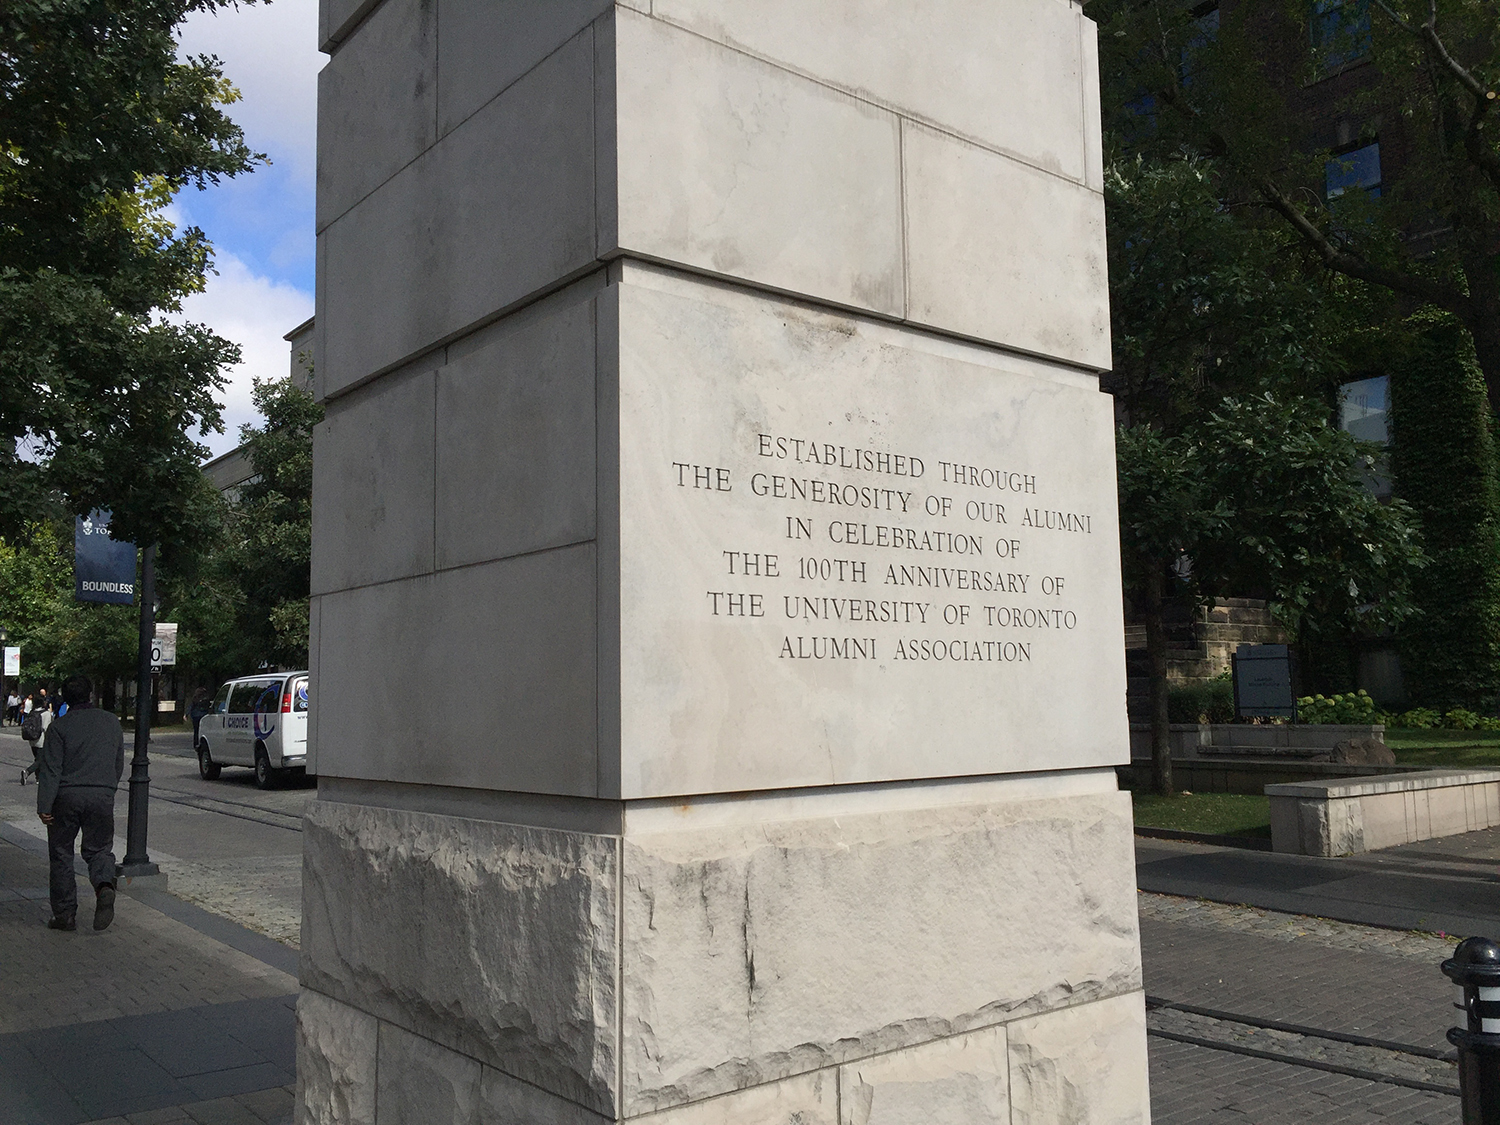 ESTABLISHED THROUGH
THE GENEROSITY OF OUR ALUMNI
IN CELEBRATION OF
THE 100TH ANNIVERSARY OF
THE UNIVERSITY OF TORONTO
ALUMNI ASSOCIATION
BOUNDLESS
CHOICE